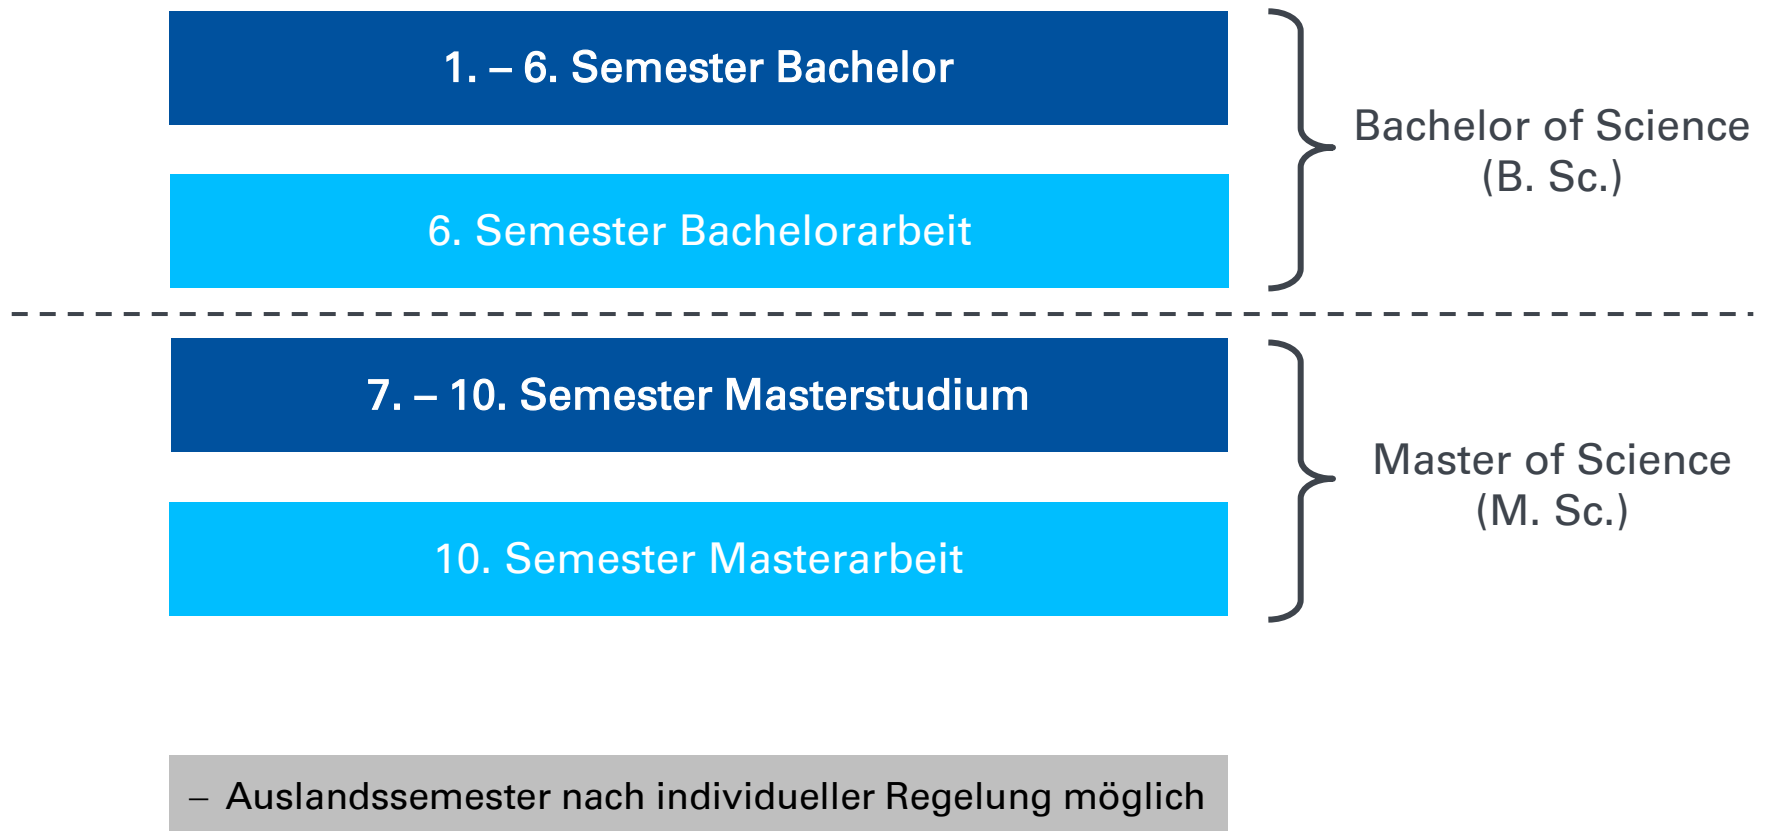 1. – 6. Semester Bachelor
6. Semester Bachelorarbeit
Bachelor of Science
(B. Sc.)
7. – 10. Semester Masterstudium
10. Semester Masterarbeit
Master of Science
(M. Sc.)
– Auslandssemester nach individueller Regelung möglich